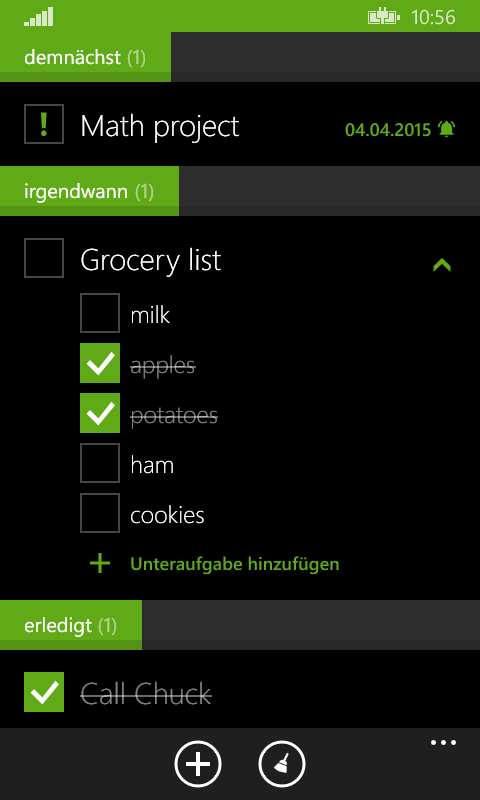 10:56
demnächst (1)
! Math project 04.04.2015
irgendwann (1)
Grocery list
milk
apples
potatoes
ham
cookies
Unteraufgabe hinzufügen
erledigt (1)
Call Chuck